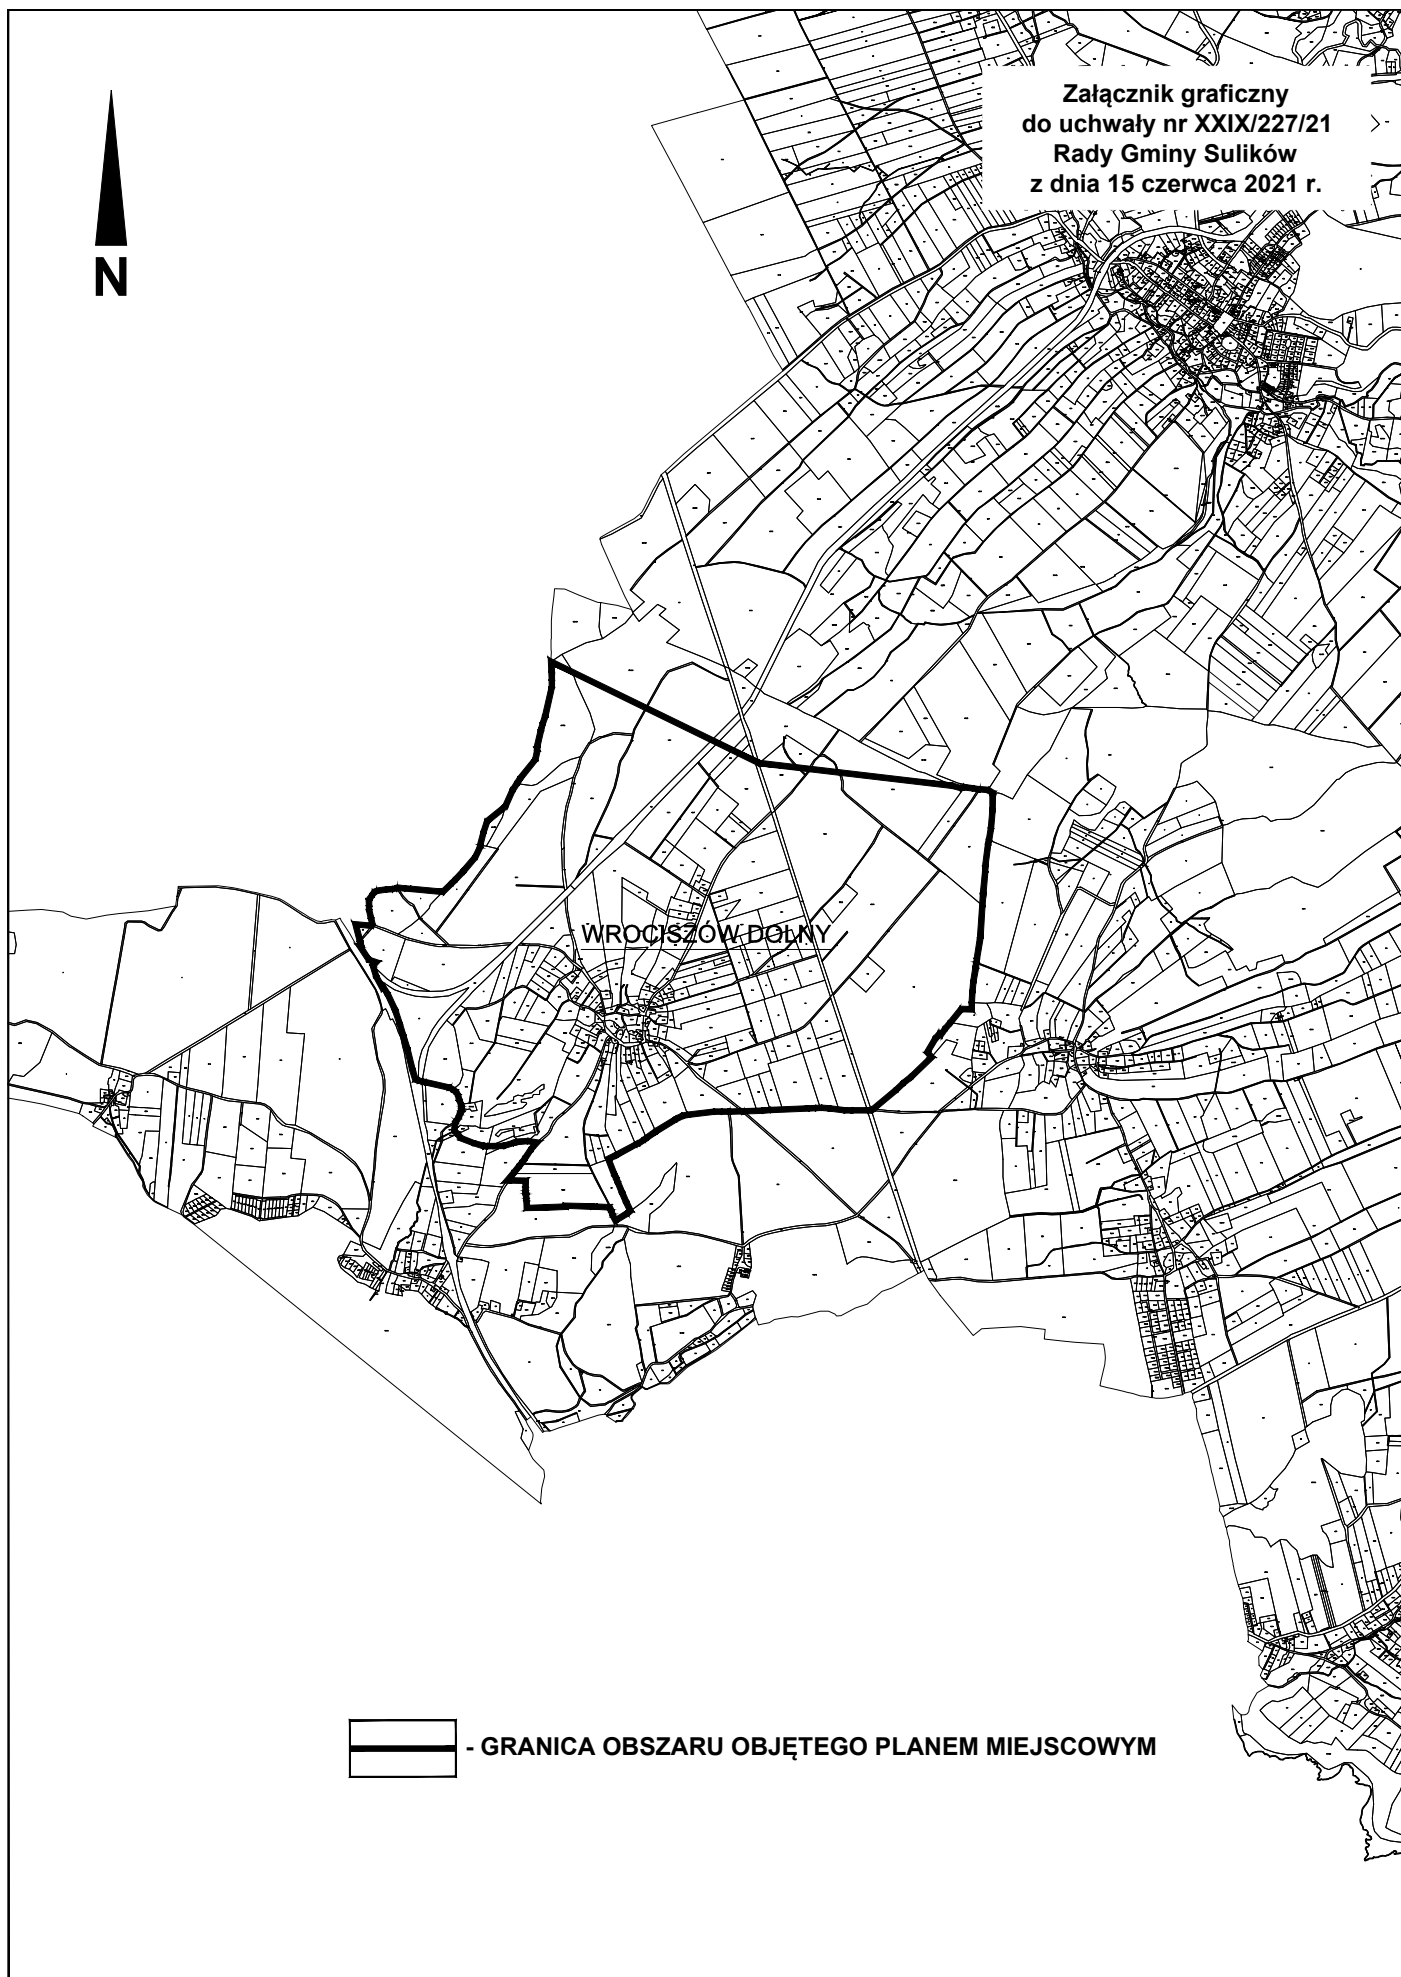 Załącznik graficzny
do uchwały nr XXIX/227/21
Rady Gminy Sulików
z dnia 15 czerwca 2021 r.
N
WROCISZÓW DOLNY
- GRANICA OBSZARU OBJĘTEGO PLANEM MIEJSCOWYM